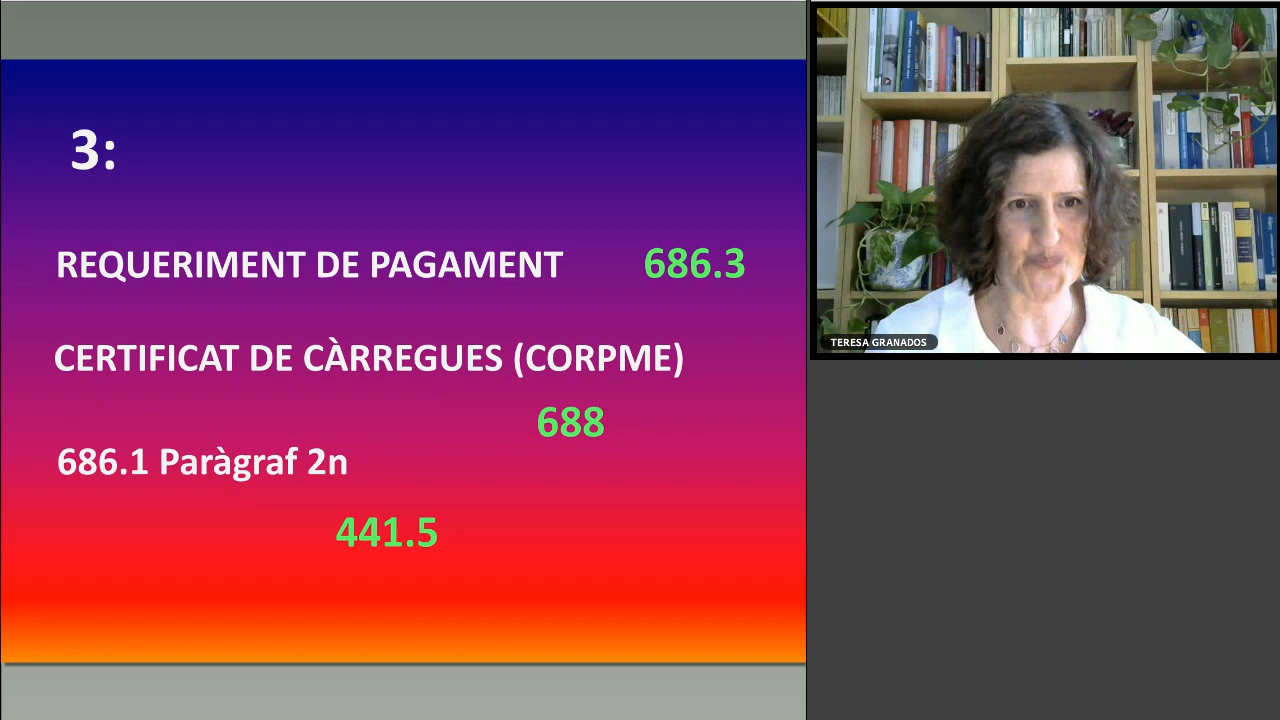 3:
REQUERIMENT DE PAGAMENT 686.3
CERTIFICAT DE CÀRREGUES (CORPME)
688
686.1 Paràgraf 2n
441.5
TERESA GRANADOS